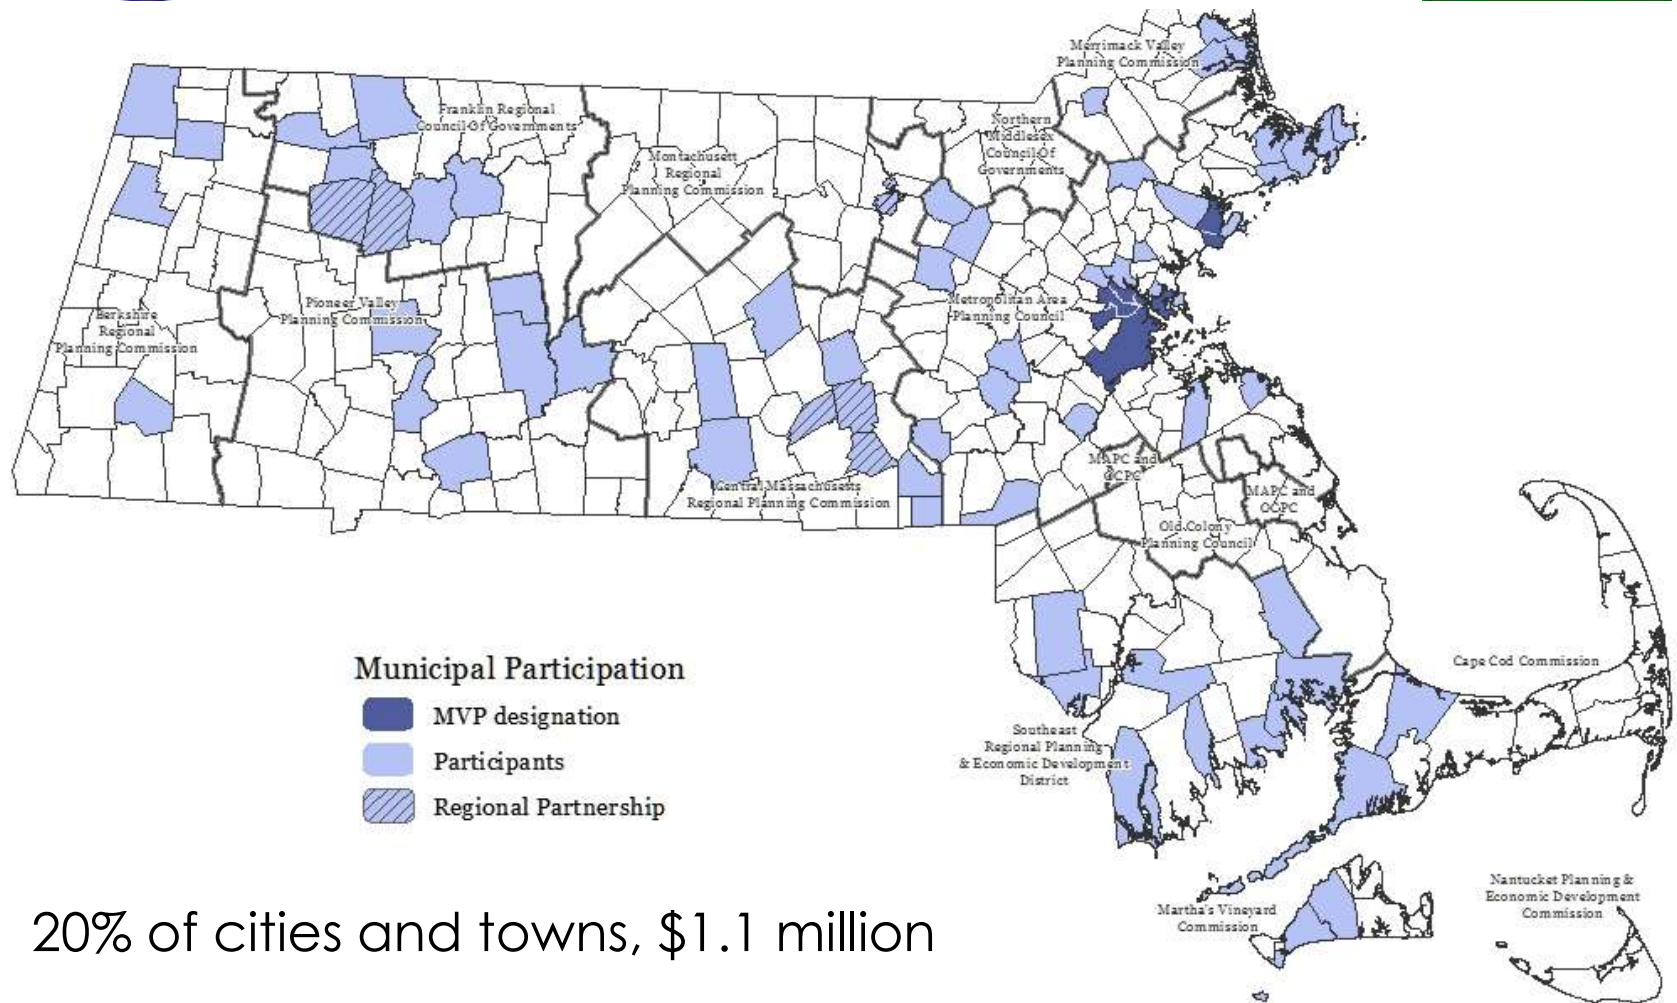 Merrimack Valley
Planning Commission
Franklin Regional
Council Of Governments
Northern
Middlesex
Council Of
Governments
Montachusett
Regional
Planning Commission
Metropolitan Area
Planning Council
Pioneer Valley
Planning Commission
Berkshire
Regional
Planning Commission
MAPC and
OCPC
Central Massachusetts
Regional Planning Commission
MAPC and
OCPC
Old Colony
Planning Council
Cape Cod Commission
Municipal Participation
MVP designation
Participants
Regional Partnership
Southeast
Regional Planning
& Economic Development
District
Martha's Vineyard
Commission
Nantucket Planning &
Economic Development
Commission
20% of cities and towns, $1.1 million